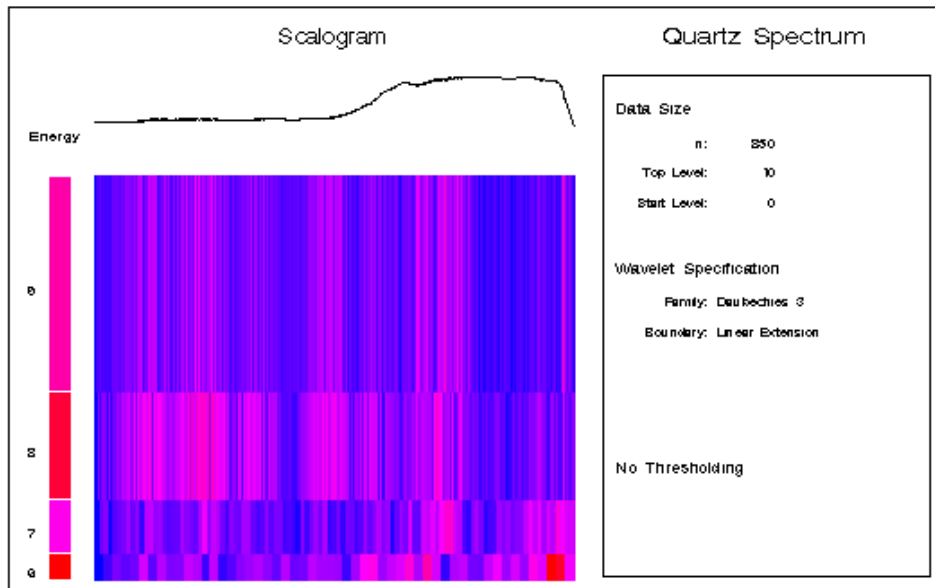 Scalogram
Quartz Spectrum
Energy
Data Size
n: 850
Top Level: 10
Start Level: 0
Wavelet Specification
Family: Daubechies 3
Boundary: Linear Extension
No Thresholding
9
8
7
6